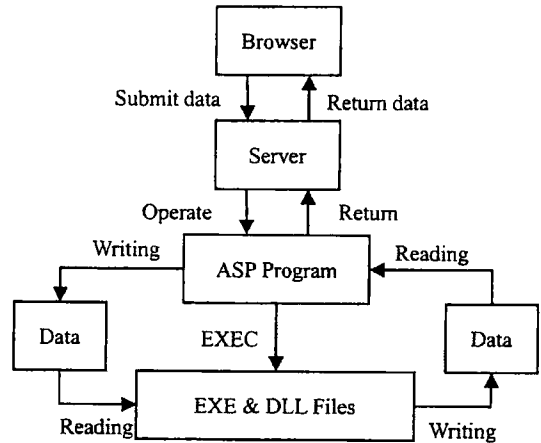 Browser
Submit data
Return data
Server
Operate
Return
Writing
ASP Program
Reading
Data
EXEC
Data
Reading
EXE & DLL Files
Writing